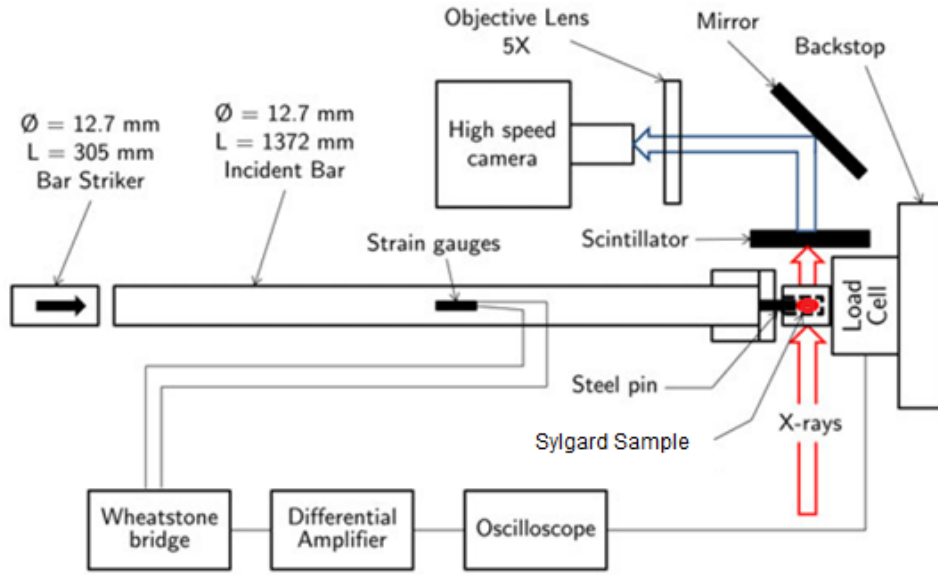 Objective Lens
5X
Mirror
Backstop
Ø = 12.7 mm
L = 305 mm
Bar Striker
Ø = 12.7 mm
L = 1372 mm
Incident Bar
High speed
camera
Strain gauges
Scintillator
Load
Cell
Steel pin
X-rays
Sylgard Sample
Wheatstone
bridge
Differential
Amplifier
Oscilloscope